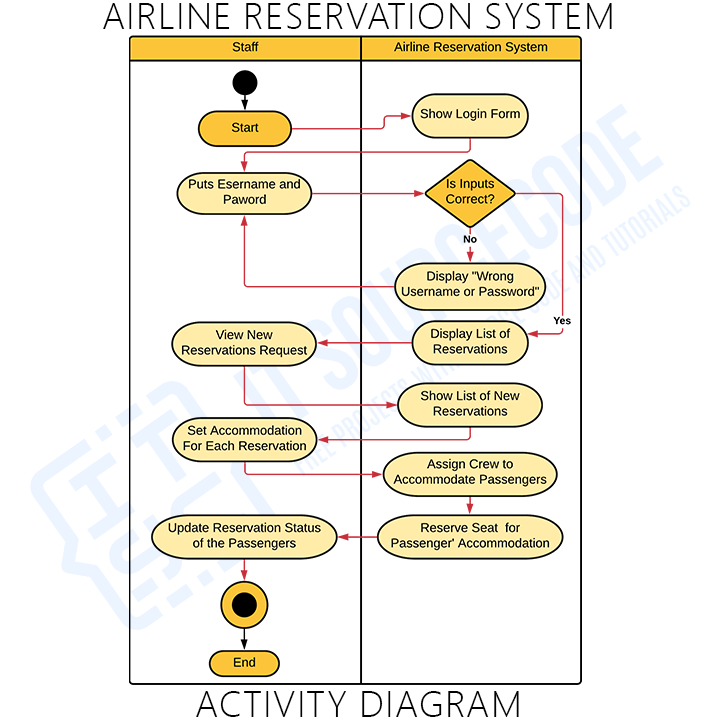 AIRLINE RESERVATION SYSTEM
Staff
Airline Reservation System
Start
Show Login Form
Puts Esername and
Paword
Is Inputs
Correct?
No
Yes
Display "Wrong
Username or Password"
Display List of
Reservations
View New
Reservations Request
Show List of New
Reservations
Set Accommodation
For Each Reservation
Assign Crew to
Accommodate Passengers
Reserve Seat for
Passenger' Accommodation
Update Reservation Status
of the Passengers
End
IT SOURCECODE
FREE PROJECTS WITH SOURCE CODE AND TUTORIALS
ACTIVITY DIAGRAM